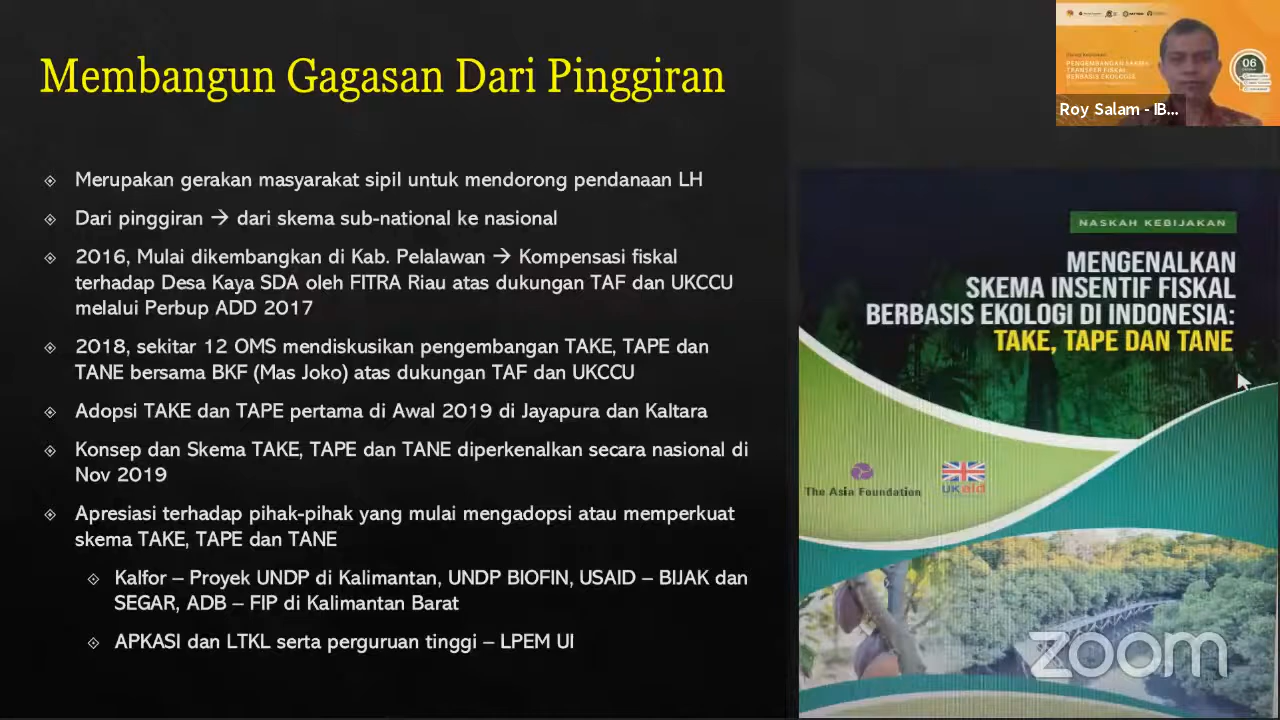 Membangun Gagasan Dari Pinggiran
Merupakan gerakan masyarakat sipil untuk mendorong pendanaan LH
Dari pinggiran → dari skema sub-national ke nasional
2016, Mulai dikembangkan di Kab. Pelalawan → Kompensasi fiskal
terhadap Desa Kaya SDA oleh FITRA Riau atas dukungan TAF dan UKCCU
melalui Perbup ADD 2017
2018, sekitar 12 OMS mendiskusikan pengembangan TAKE, TAPE dan
TANE bersama BKF (Mas Joko) atas dukungan TAF dan UKCCU
Adopsi TAKE dan TAPE pertama di Awal 2019 di Jayapura dan Kaltara
Konsep dan Skema TAKE, TAPE dan TANE diperkenalkan secara nasional di
Nov 2019
Apresiasi terhadap pihak-pihak yang mulai mengadopsi atau memperkuat
skema TAKE, TAPE dan TANE
Kalfor – Proyek UNDP di Kalimantan, UNDP BIOFIN, USAID – BIJAK dan
SEGAR, ADB – FIP di Kalimantan Barat
APKASI dan LTKL serta perguruan tinggi – LPEM UI
PENGEMBANGAN SKEMA
TRANSFER FISKAL
BERBASIS EKOLOGIS
06
Roy Salam - IB...
NASKAH KEBIJAKAN
MENGENALKAN
SKEMA INSENTIF FISKAL
BERBASIS EKOLOGI DI INDONESIA:
TAKE, TAPE DAN TANE
The Asia Foundation
UKaid
zoom